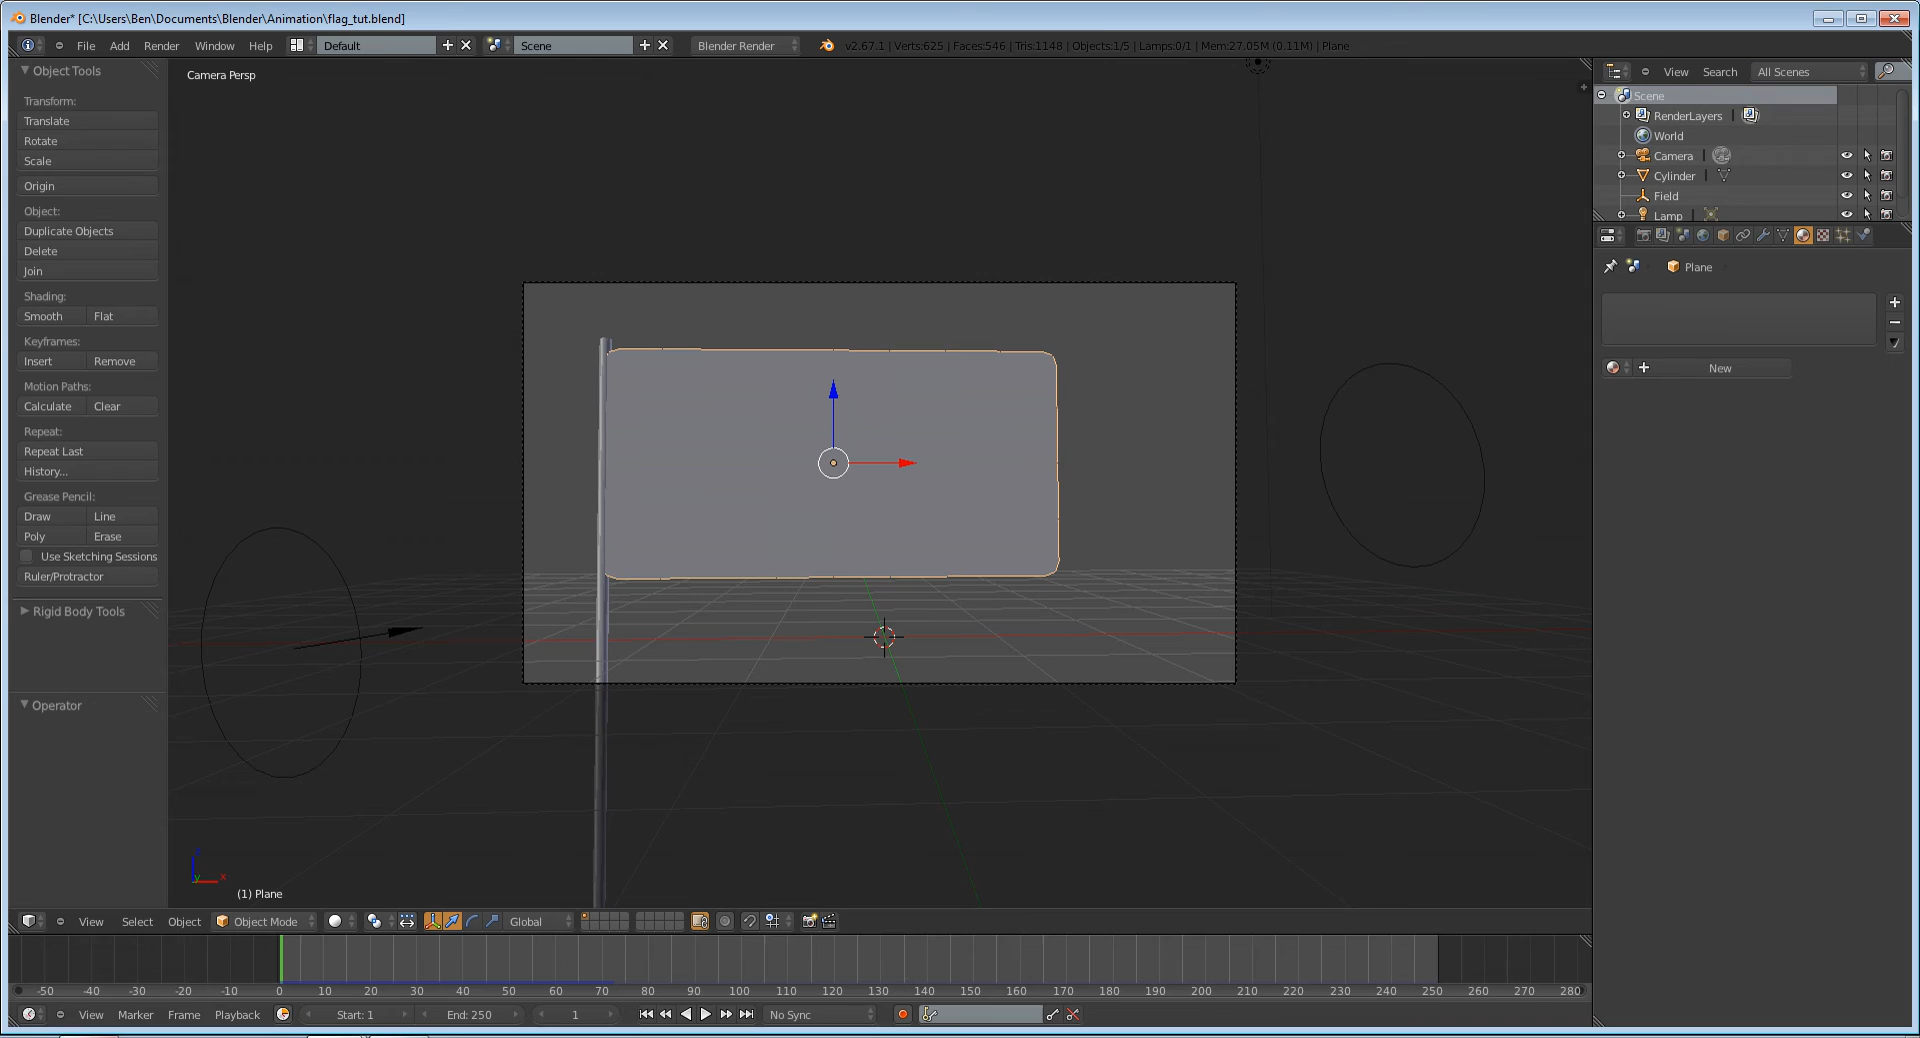 Blender* [C:\Users\Ben\Documents\Blender\Animation\flag_tut.blend]
File Add Render Window Help Default Scene Blender Render v2.67.1 | Verts:625 | Faces:546 | Tris:1148 | Objects:1/5 | Lamps:0/1 | Mem:27.05M (0.11M) | Plane
Object Tools
Transform:
Translate
Rotate
Scale
Origin
Object:
Duplicate Objects
Delete
Join
Shading:
Smooth Flat
Keyframes:
Insert Remove
Motion Paths:
Calculate Clear
Repeat:
Repeat Last
History...
Grease Pencil:
Draw Line
Poly Erase
Use Sketching Sessions
Ruler/Protractor
Rigid Body Tools
Operator
Camera Persp
z
y x
(1) Plane
View Search All Scenes
Scene
RenderLayers
World
Camera
Cylinder
Field
Lamp
Plane
New
View Select Object Object Mode Global
-50 -40 -30 -20 -10 0 10 20 30 40 50 60 70 80 90 100 110 120 130 140 150 160 170 180 190 200 210 220 230 240 250 260 270 280
View Marker Frame Playback Start: 1 End: 250 1 No Sync